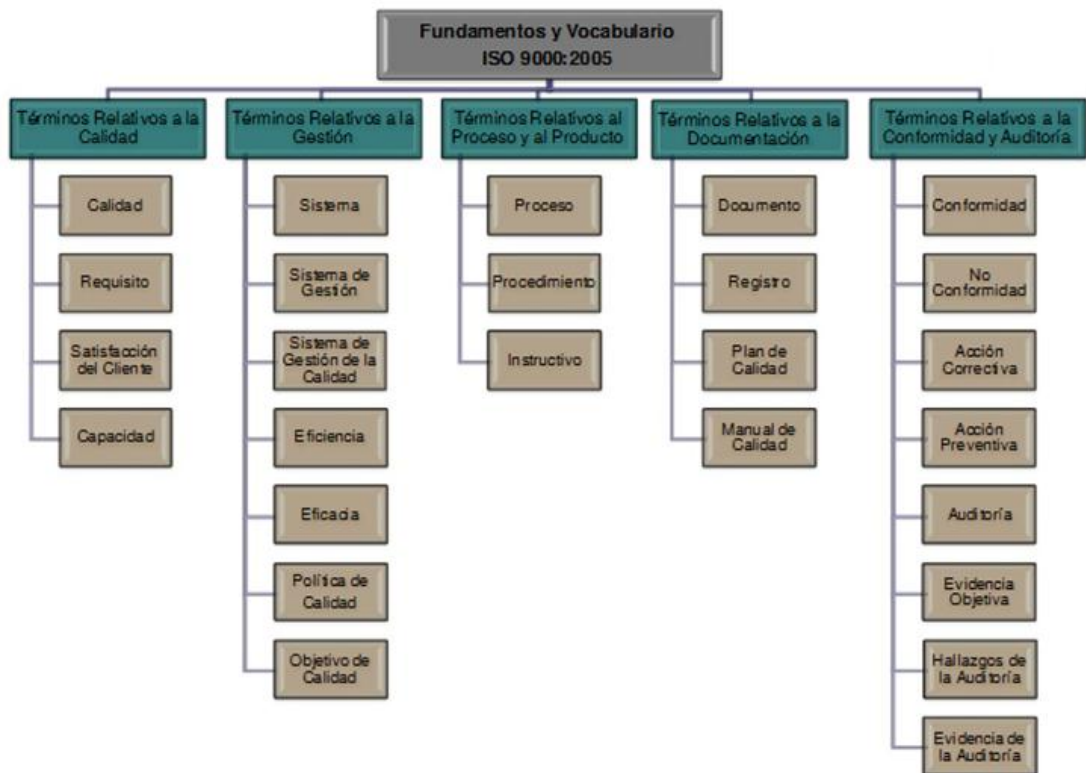 Fundamentos y Vocabulario
ISO 9000:2005
Términos Relativos a la
Calidad
Calidad
Requisito
Satisfacción
del Cliente
Capacidad
Términos Relativos a la
Gestión
Sistema
Sistema de
Gestión
Sistema de
Gestión de la
Calidad
Eficiencia
Eficacia
Política de
Calidad
Objetivo de
Calidad
Términos Relativos al
Proceso y al Producto
Proceso
Procedimiento
Instructivo
Términos Relativos a la
Documentación
Documento
Registro
Plan de
Calidad
Manual de
Calidad
Términos Relativos a la
Conformidad y Auditoría
Conformidad
No
Conformidad
Acción
Correctiva
Acción
Preventiva
Auditoría
Evidencia
Objetiva
Hallazgos de
la Auditoría
Evidencia de
la Auditoría